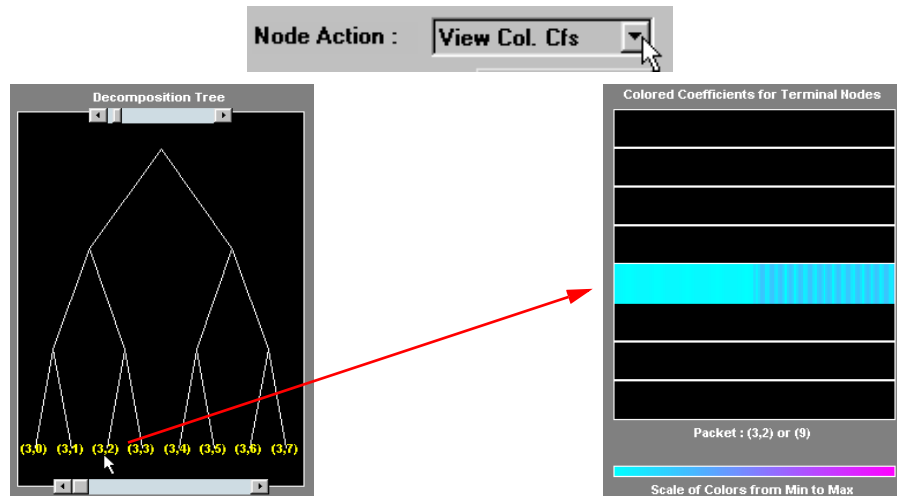 Node Action : View Col. Cfs
Decomposition Tree
(3,0) (3,1) (3,2) (3,3) (3,4) (3,5) (3,6) (3,7)
Colored Coefficients for Terminal Nodes
Packet : (3,2) or (9)
Scale of Colors from Min to Max